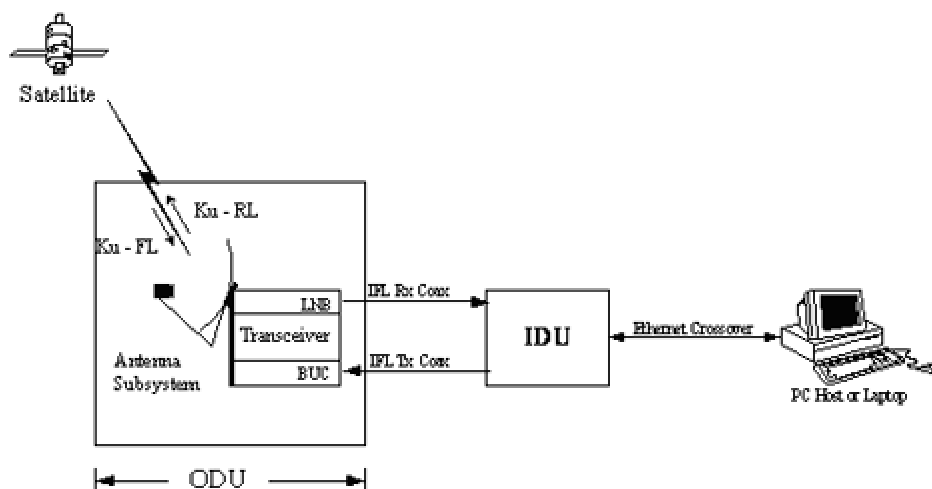 Satellite
Ku - RL
Ku - FL
LNB
IFL Rx Coax
Transceiver
IDU
Ethernet Crossover
Antenna
Subsystem
BUC
IFL Tx Coax
PC Host or Laptop
ODU